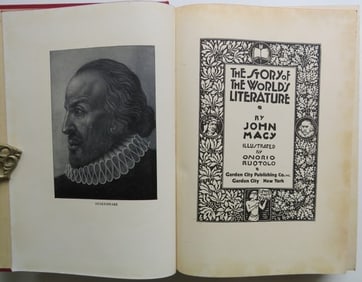 SHAKESPEARE
THE STORY of
THE WORLD'S
LITERATURE
BY
JOHN
MACY
ILLUSTRATED
BY
ONORIO
RUOTOLO
Garden City Publishing Co. Inc.
Garden City New York